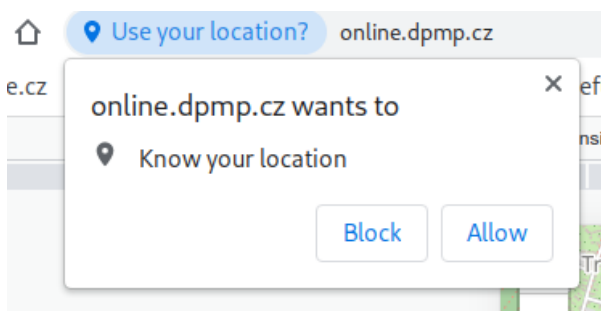 Use your location? online.dpmp.cz
e.cz
online.dpmp.cz wants to
Know your location
Block Allow